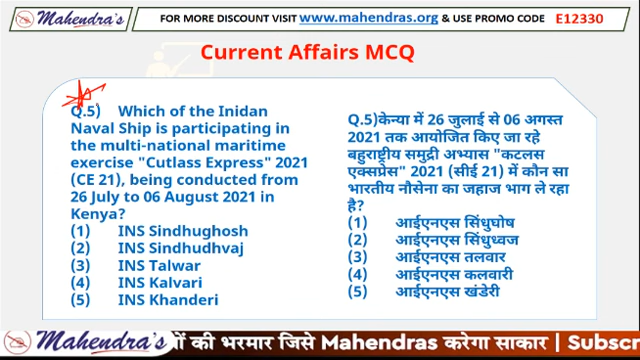 Mahendra's
FOR MORE DISCOUNT VISIT www.mahendras.org & USE PROMO CODE E12330
Current Affairs MCQ
Q.5) Which of the Inidan
Naval Ship is participating in
the multi-national maritime
exercise "Cutlass Express" 2021
(CE 21), being conducted from
26 July to 06 August 2021 in
Kenya?
(1) INS Sindhughosh
(2) INS Sindhudhvaj
(3) INS Talwar
(4) INS Kalvari
(5) INS Khanderi
Q.5)केन्या में 26 जुलाई से 06 अगस्त
2021 तक आयोजित किए जा रहे
बहुराष्ट्रीय समुद्री अभ्यास "कटलस
एक्सप्रेस" 2021 (सीई 21) में कौन सा
भारतीय नौसेना का जहाज भाग ले रहा
है?
(1) आईएनएस सिंधुघोष
(2) आईएनएस सिंधुध्वज
(3) आईएनएस तलवार
(4) आईएनएस कलवारी
(5) आईएनएस खंडेरी
Mahendra's ों की भरमार जिसे Mahendras करेगा साकार | Subscr